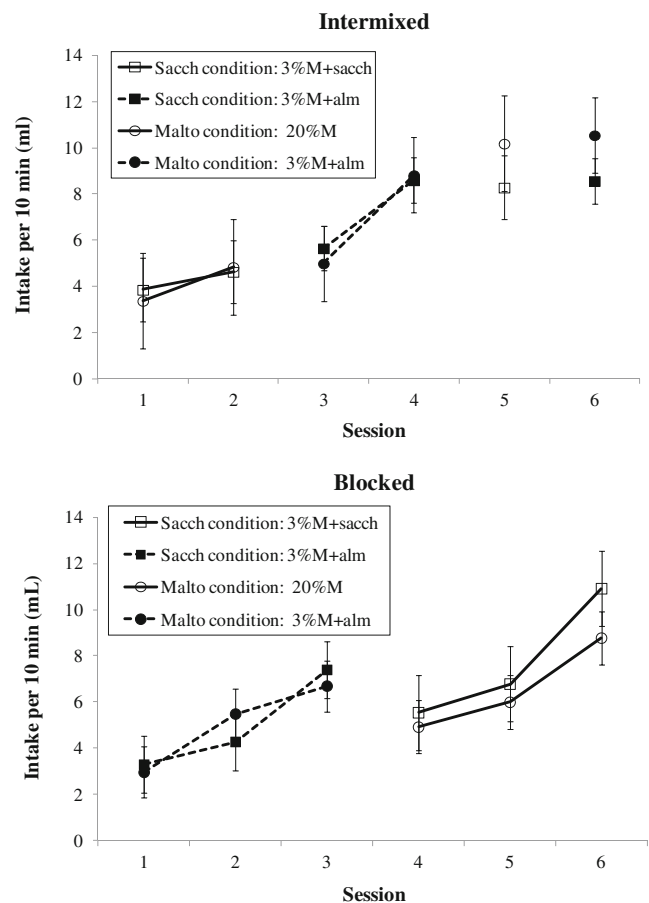 Intermixed
Intake per 10 min (ml)
14
12
10
8
6
4
2
0
Sacch condition: 3%M+sacch
Sacch condition: 3%M+alm
Malto condition: 20%M
Malto condition: 3%M+alm
1 2 3 4 5 6
Session
Blocked
Intake per 10 min (mL)
14
12
10
8
6
4
2
0
Sacch condition: 3%M+sacch
Sacch condition: 3%M+alm
Malto condition: 20%M
Malto condition: 3%M+alm
1 2 3 4 5 6
Session